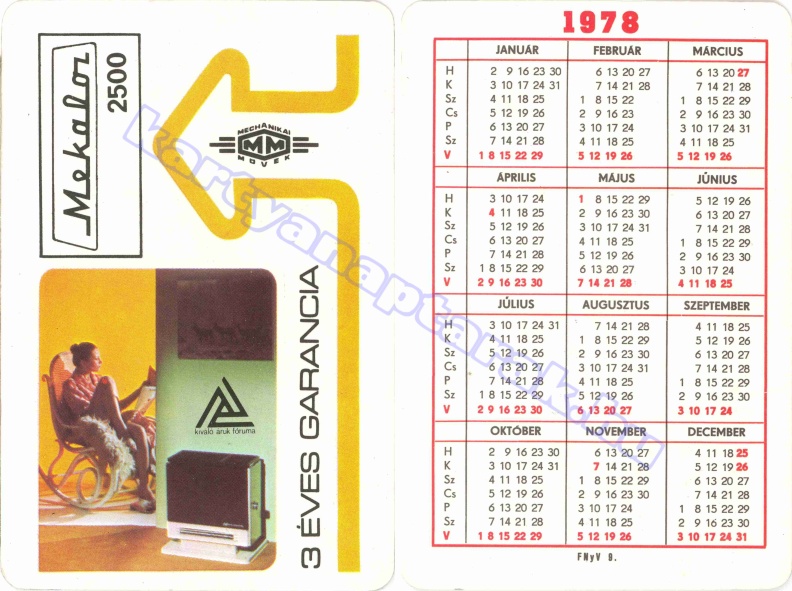 Mekalor
2500
MECHANIKAI
MM
MŰVEK
kiváló áruk fóruma
3 ÉVES GARANCIA
kartyanaptarak.hu
1978
JANUÁR FEBRUÁR MÁRCIUS
H 2 9 16 23 30 6 13 20 27 6 13 20 27
K 3 10 17 24 31 7 14 21 28 7 14 21 28
Sz 4 11 18 25 1 8 15 22 1 8 15 22 29
Cs 5 12 19 26 2 9 16 23 2 9 16 23 30
P 6 13 20 27 3 10 17 24 3 10 17 24 31
Sz 7 14 21 28 4 11 18 25 4 11 18 25
V 1 8 15 22 29 5 12 19 26 5 12 19 26
ÁPRILIS MÁJUS JÚNIUS
H 3 10 17 24 1 8 15 22 29 5 12 19 26
K 4 11 18 25 2 9 16 23 30 6 13 20 27
Sz 5 12 19 26 3 10 17 24 31 7 14 21 28
Cs 6 13 20 27 4 11 18 25 1 8 15 22 29
P 7 14 21 28 5 12 19 26 2 9 16 23 30
Sz 1 8 15 22 29 6 13 20 27 3 10 17 24
V 2 9 16 23 30 7 14 21 28 4 11 18 25
JÚLIUS AUGUSZTUS SZEPTEMBER
H 3 10 17 24 31 7 14 21 28 4 11 18 25
K 4 11 18 25 1 8 15 22 29 5 12 19 26
Sz 5 12 19 26 2 9 16 23 30 6 13 20 27
Cs 6 13 20 27 3 10 17 24 31 7 14 21 28
P 7 14 21 28 4 11 18 25 1 8 15 22 29
Sz 1 8 15 22 29 5 12 19 26 2 9 16 23 30
V 2 9 16 23 30 6 13 20 27 3 10 17 24
OKTÓBER NOVEMBER DECEMBER
H 2 9 16 23 30 6 13 20 27 4 11 18 25
K 3 10 17 24 31 7 14 21 28 5 12 19 26
Sz 4 11 18 25 1 8 15 22 29 6 13 20 27
Cs 5 12 19 26 2 9 16 23 30 7 14 21 28
P 6 13 20 27 3 10 17 24 1 8 15 22 29
Sz 7 14 21 28 4 11 18 25 2 9 16 23 30
V 1 8 15 22 29 5 12 19 26 3 10 17 24 31
FNyV 9.